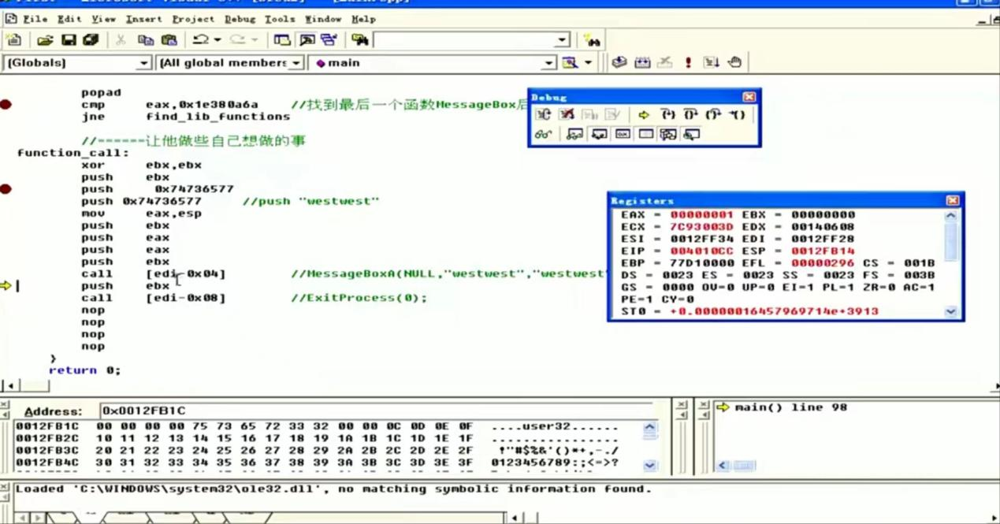 File Edit View Insert Project Debug Tools Window Help
(Globals) (All global members main
popad
cmp eax,0x1e380a6a //找到最后一个函数MessageBox后
jne find_lib_functions
//------让他做些自己想做的事
function_call:
xor ebx,ebx
push ebx
push 0x74736577
push 0x74736577 //push "westwest"
mov eax,esp
push ebx
push eax
push eax
push ebx
call [edi-0x04] //MessageBoxA(NULL,"westwest","westwest"
push ebx
call [edi-0x08] //ExitProcess(0);
nop
nop
nop
nop
}
return 0;
Debug
Registers
EAX = 00000001 EBX = 00000000
ECX = 7C93003D EDX = 00140608
ESI = 0012FF34 EDI = 0012FF28
EIP = 004010CC ESP = 0012FB14
EBP = 77D10000 EFL = 00000296 CS = 001B
DS = 0023 ES = 0023 SS = 0023 FS = 003B
GS = 0000 OV=0 UP=0 EI=1 PL=1 ZR=0 AC=1
PE=1 CY=0
ST0 = +0.00000016457969714e+3913
Address: 0x0012FB1C
0012FB1C 00 00 00 00 75 73 65 72 33 32 00 00 0C 0D 0E 0F ....user32......
0012FB2C 10 11 12 13 14 15 16 17 18 19 1A 1B 1C 1D 1E 1F ................
0012FB3C 20 21 22 23 24 25 26 27 28 29 2A 2B 2C 2D 2E 2F !"#$%&'()*+,-./
0012FB4C 30 31 32 33 34 35 36 37 38 39 3A 3B 3C 3D 3E 3F 0123456789:;<=>?
main() line 98
Loaded 'C:\WINDOWS\system32\ole32.dll', no matching symbolic information found.